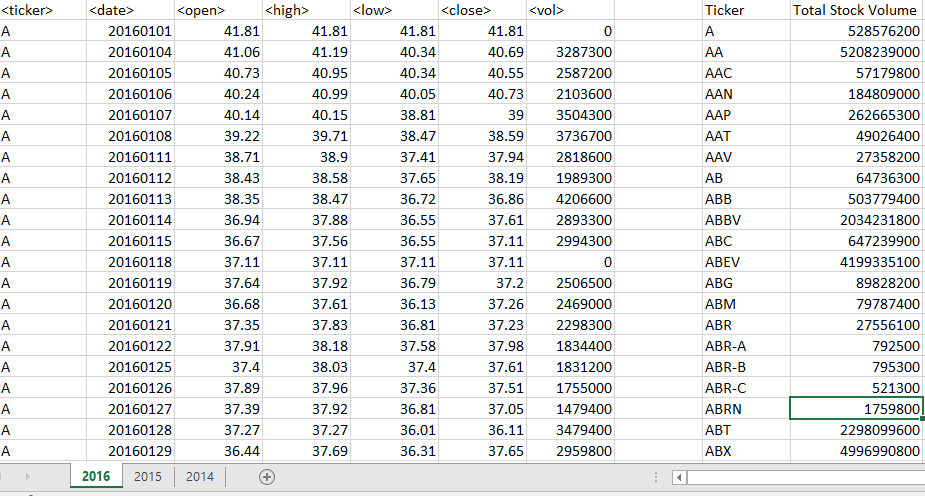 <ticker> <date> <open> <high> <low> <close> <vol> Ticker Total Stock Volume
A 20160101 41.81 41.81 41.81 41.81 0 A 528576200
A 20160104 41.06 41.19 40.34 40.69 3287300 AA 5208239000
A 20160105 40.73 40.95 40.34 40.55 2587200 AAC 57179800
A 20160106 40.24 40.99 40.05 40.73 2103600 AAN 184809000
A 20160107 40.14 40.15 38.81 39 3504300 AAP 262665300
A 20160108 39.22 39.71 38.47 38.59 3736700 AAT 49026400
A 20160111 38.71 38.9 37.41 37.94 2818600 AAV 27358200
A 20160112 38.43 38.58 37.65 38.19 1989300 AB 64736300
A 20160113 38.35 38.47 36.72 36.86 4206600 ABB 503779400
A 20160114 36.94 37.88 36.55 37.61 2893300 ABBV 2034231800
A 20160115 36.67 37.56 36.55 37.11 2994300 ABC 647239900
A 20160118 37.11 37.11 37.11 37.11 0 ABEV 4199335100
A 20160119 37.64 37.92 36.79 37.2 2506500 ABG 89828200
A 20160120 36.68 37.61 36.13 37.26 2469000 ABM 79787400
A 20160121 37.35 37.83 36.81 37.23 2298300 ABR 27556100
A 20160122 37.91 38.18 37.58 37.98 1834400 ABR-A 792500
A 20160125 37.4 38.03 37.4 37.61 1831200 ABR-B 795300
A 20160126 37.89 37.96 37.36 37.51 1755000 ABR-C 521300
A 20160127 37.39 37.92 36.81 37.05 1479400 ABRN 1759800
A 20160128 37.27 37.27 36.01 36.11 3479400 ABT 2298099600
A 20160129 36.44 37.69 36.31 37.65 2959800 ABX 4996990800
2016 2015 2014